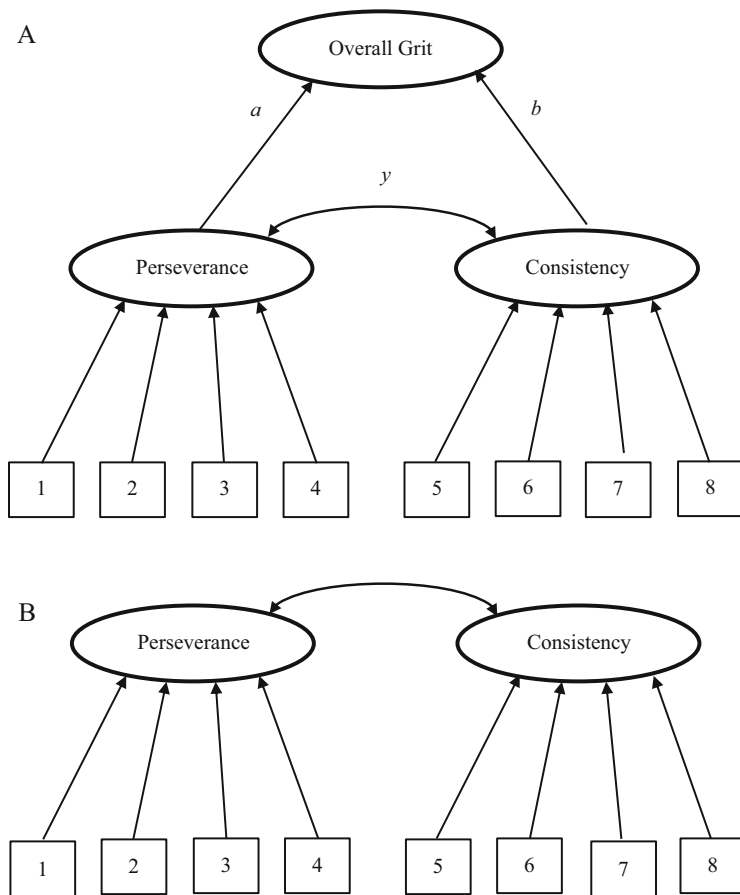 A
Overall Grit
a
b
y
Perseverance
Consistency
1
2
3
4
5
6
7
8
B
Perseverance
Consistency
1
2
3
4
5
6
7
8